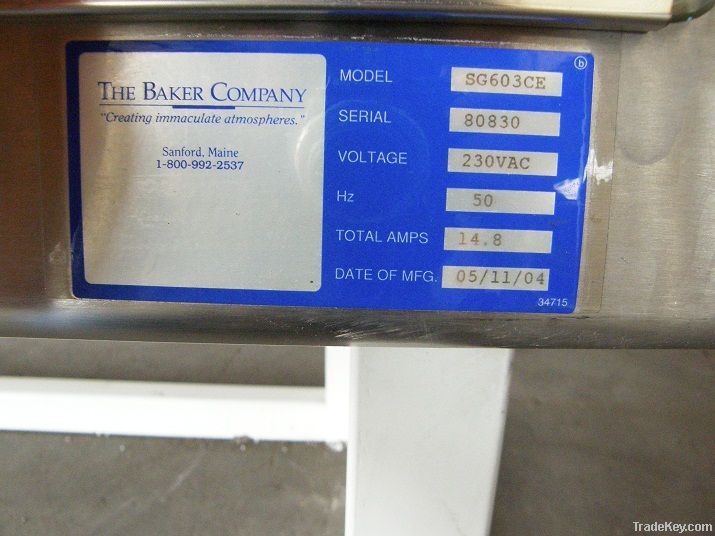 THE BAKER COMPANY
"Creating immaculate atmospheres."
Sanford, Maine
1-800-992-2537
b
MODEL SG603CE
SERIAL 80830
VOLTAGE 230VAC
Hz 50
TOTAL AMPS 14.8
DATE OF MFG. 05/11/04
34715
TradeKey.com